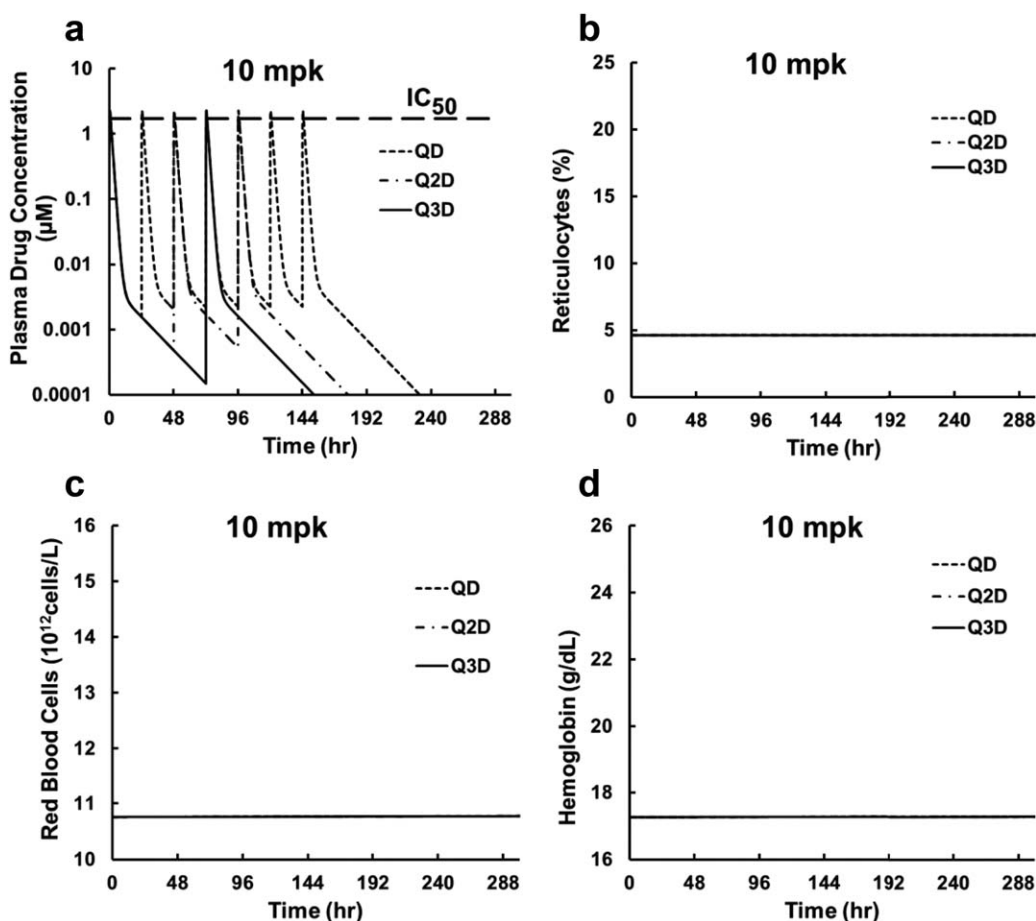 a
10 mpk
Plasma Drug Concentration
(µM)
10
1
0.1
0.01
0.001
0.0001
IC50
QD
Q2D
Q3D
0 48 96 144 192 240 288
Time (hr)
b
10 mpk
Reticulocytes (%)
25
20
15
10
5
0
QD
Q2D
Q3D
0 48 96 144 192 240 288
Time (hr)
c
10 mpk
Red Blood Cells (10¹²cells/L)
16
15
14
13
12
11
10
QD
Q2D
Q3D
0 48 96 144 192 240 288
Time (hr)
d
10 mpk
Hemoglobin (g/dL)
26
24
22
20
18
16
QD
Q2D
Q3D
0 48 96 144 192 240 288
Time (hr)